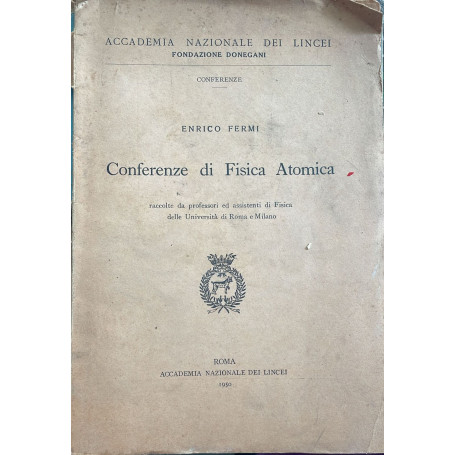 ACCADEMIA NAZIONALE DEI LINCEI
FONDAZIONE DONEGANI
CONFERENZE
ENRICO FERMI
Conferenze di Fisica Atomica
raccolte da professori ed assistenti di Fisica
delle Università di Roma e Milano
ROMA
ACCADEMIA NAZIONALE DEI LINCEI
1950